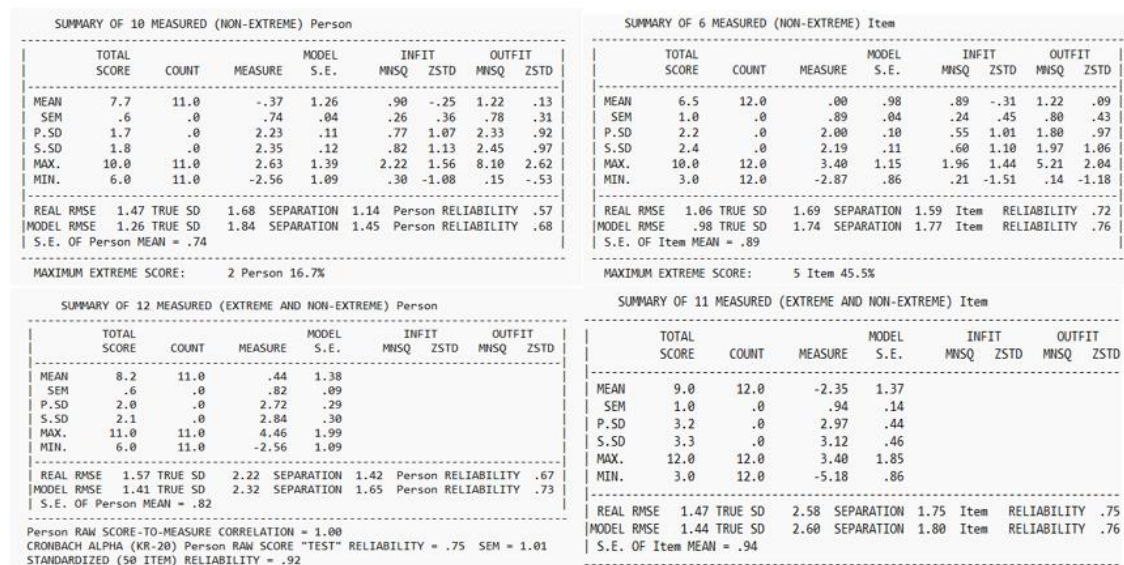 SUMMARY OF 10 MEASURED (NON-EXTREME) Person
TOTAL MODEL INFIT OUTFIT
SCORE COUNT MEASURE S.E. MNSQ ZSTD MNSQ ZSTD
MEAN 7.7 11.0 -.37 1.26 .90 -.25 1.22 .13
SEM .6 .0 .74 .04 .26 .36 .78 .31
P.SD 1.7 .0 2.23 .11 .77 1.07 2.33 .92
S.SD 1.8 .0 2.35 .12 .82 1.13 2.45 .97
MAX. 10.0 11.0 2.63 1.39 2.22 1.56 8.10 2.62
MIN. 6.0 11.0 -2.56 1.09 .30 -1.08 .15 -.53
REAL RMSE 1.47 TRUE SD 1.68 SEPARATION 1.14 Person RELIABILITY .57
MODEL RMSE 1.26 TRUE SD 1.84 SEPARATION 1.45 Person RELIABILITY .68
S.E. OF Person MEAN = .74
MAXIMUM EXTREME SCORE: 2 Person 16.7%
SUMMARY OF 6 MEASURED (NON-EXTREME) Item
TOTAL MODEL INFIT OUTFIT
SCORE COUNT MEASURE S.E. MNSQ ZSTD MNSQ ZSTD
MEAN 6.5 12.0 .00 .98 .89 -.31 1.22 .09
SEM 1.0 .0 .89 .04 .24 .45 .80 .43
P.SD 2.2 .0 2.00 .10 .55 1.01 1.80 .97
S.SD 2.4 .0 2.19 .11 .60 1.10 1.97 1.06
MAX. 10.0 12.0 3.40 1.15 1.96 1.44 5.21 2.04
MIN. 3.0 12.0 -2.87 .86 .21 -1.51 .14 -1.18
REAL RMSE 1.06 TRUE SD 1.69 SEPARATION 1.59 Item RELIABILITY .72
MODEL RMSE .98 TRUE SD 1.74 SEPARATION 1.77 Item RELIABILITY .76
S.E. OF Item MEAN = .89
MAXIMUM EXTREME SCORE: 5 Item 45.5%
SUMMARY OF 12 MEASURED (EXTREME AND NON-EXTREME) Person
TOTAL MODEL INFIT OUTFIT
SCORE COUNT MEASURE S.E. MNSQ ZSTD MNSQ ZSTD
MEAN 8.2 11.0 .44 1.38
SEM .6 .0 .82 .09
P.SD 2.0 .0 2.72 .29
S.SD 2.1 .0 2.84 .30
MAX. 11.0 11.0 4.46 1.99
MIN. 6.0 11.0 -2.56 1.09
REAL RMSE 1.57 TRUE SD 2.22 SEPARATION 1.42 Person RELIABILITY .67
MODEL RMSE 1.41 TRUE SD 2.32 SEPARATION 1.65 Person RELIABILITY .73
S.E. OF Person MEAN = .82
Person RAW SCORE-TO-MEASURE CORRELATION = 1.00
CRONBACH ALPHA (KR-20) Person RAW SCORE "TEST" RELIABILITY = .75 SEM = 1.01
STANDARDIZED (50 ITEM) RELIABILITY = .92
SUMMARY OF 11 MEASURED (EXTREME AND NON-EXTREME) Item
TOTAL MODEL INFIT OUTFIT
SCORE COUNT MEASURE S.E. MNSQ ZSTD MNSQ ZSTD
MEAN 9.0 12.0 -2.35 1.37
SEM 1.0 .0 .94 .14
P.SD 3.2 .0 2.97 .44
S.SD 3.3 .0 3.12 .46
MAX. 12.0 12.0 3.40 1.85
MIN. 3.0 12.0 -5.18 .86
REAL RMSE 1.47 TRUE SD 2.58 SEPARATION 1.75 Item RELIABILITY .75
MODEL RMSE 1.44 TRUE SD 2.60 SEPARATION 1.80 Item RELIABILITY .76
S.E. OF Item MEAN = .94